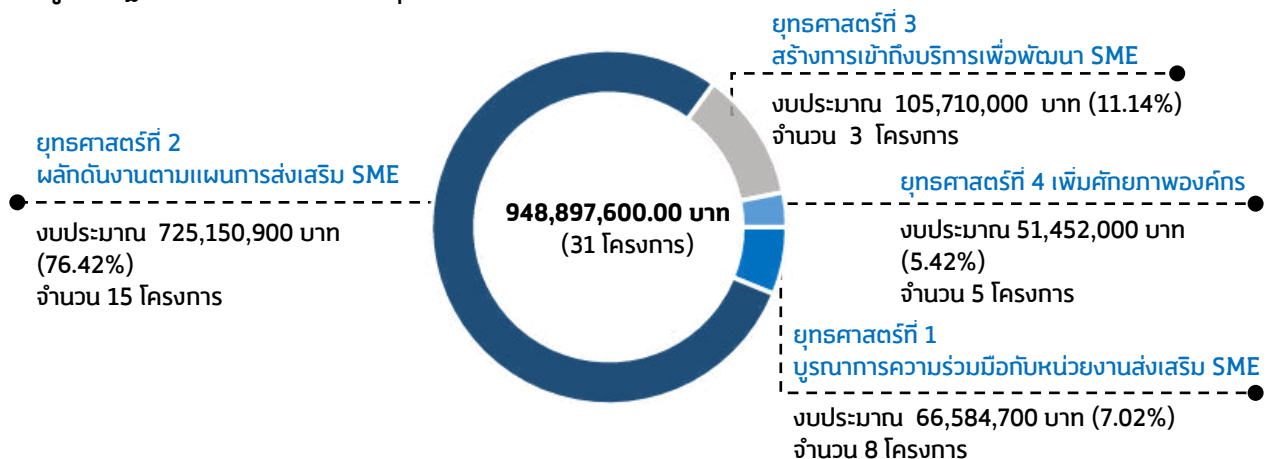 ยุทธศาสตร์ที่ 3
สร้างการเข้าถึงบริการเพื่อพัฒนา SME
งบประมาณ 105,710,000 บาท (11.14%)
จำนวน 3 โครงการ
ยุทธศาสตร์ที่ 2
ผลักดันงานตามแผนการส่งเสริม SME
งบประมาณ 725,150,900 บาท
(76.42%)
จำนวน 15 โครงการ
948,897,600.00 บาท
(31 โครงการ)
ยุทธศาสตร์ที่ 4 เพิ่มศักยภาพองค์กร
งบประมาณ 51,452,000 บาท
(5.42%)
จำนวน 5 โครงการ
ยุทธศาสตร์ที่ 1
บูรณาการความร่วมมือกับหน่วยงานส่งเสริม SME
งบประมาณ 66,584,700 บาท (7.02%)
จำนวน 8 โครงการ